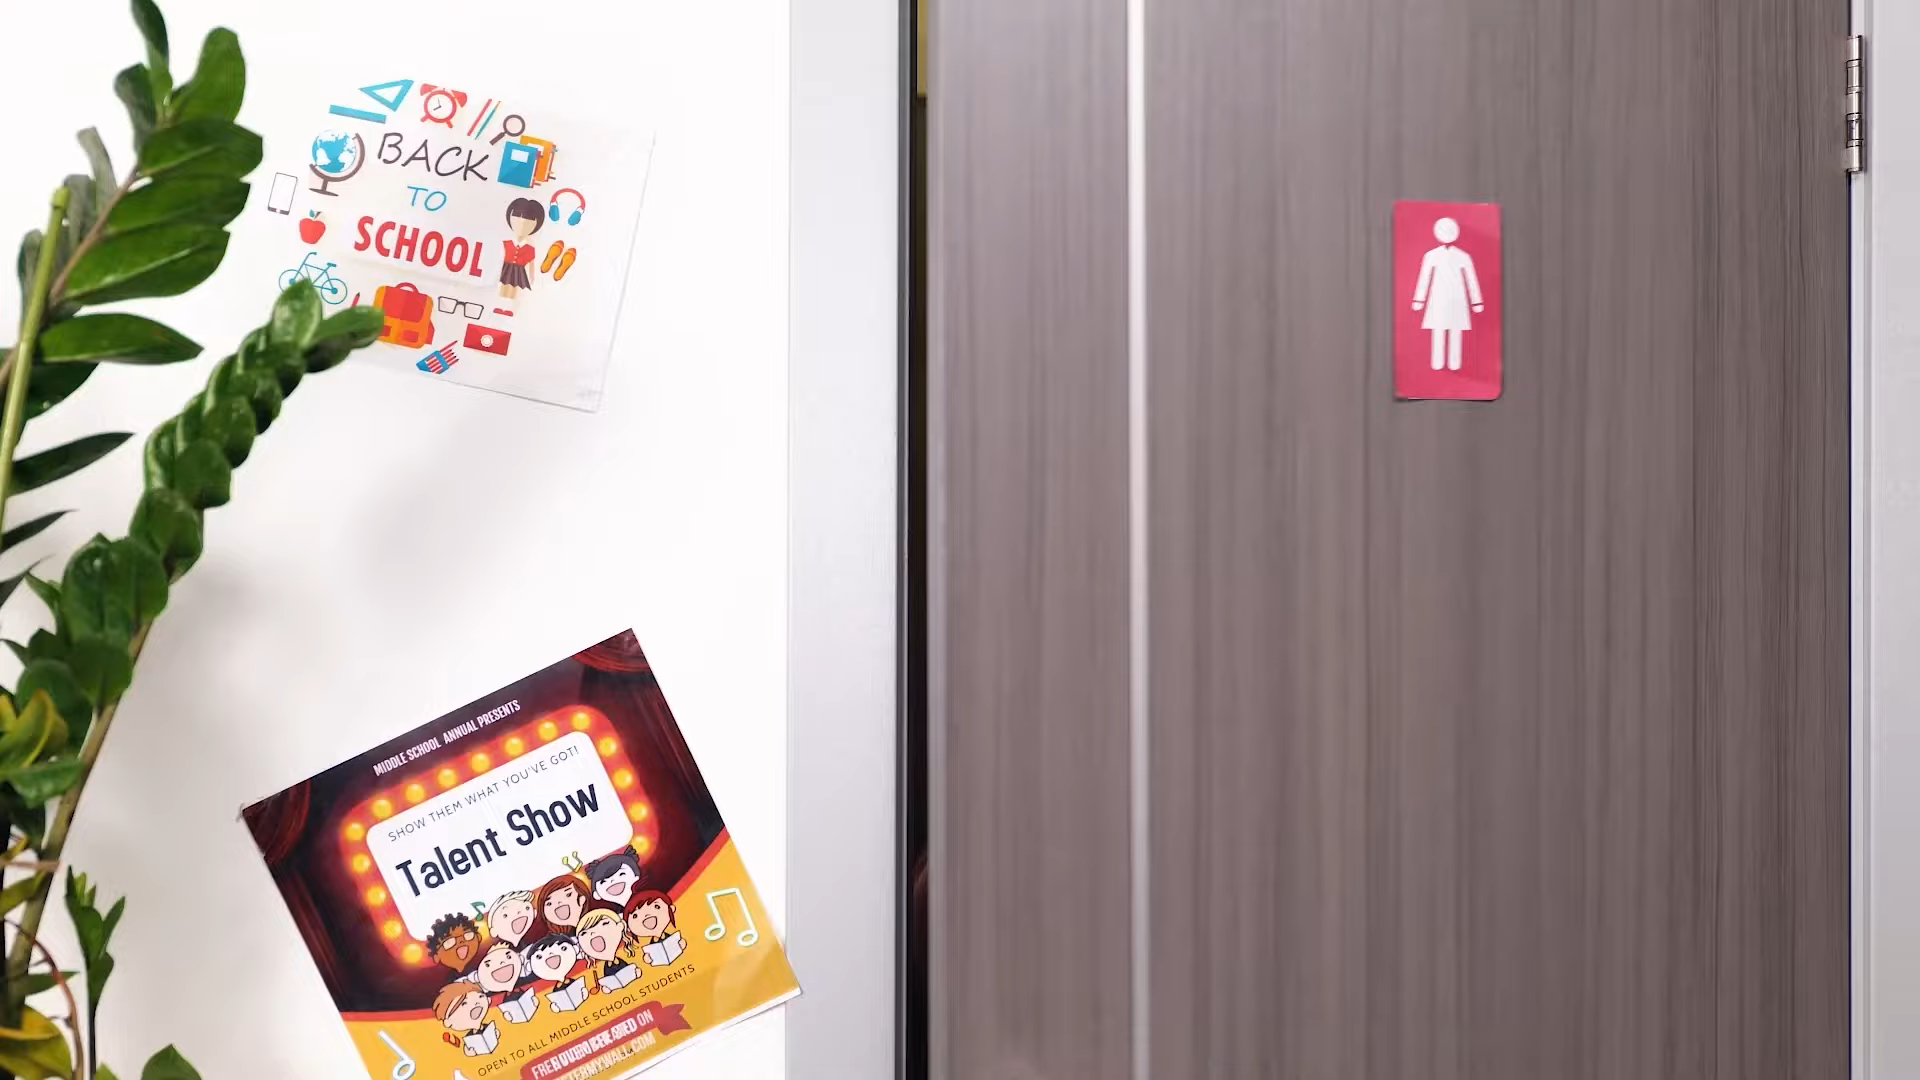 BACK
TO
SCHOOL
MIDDLE SCHOOL ANNUAL PRESENTS
SHOW THEM WHAT YOU'VE GOT!
Talent Show
OPEN TO ALL MIDDLE SCHOOL STUDENTS
ON